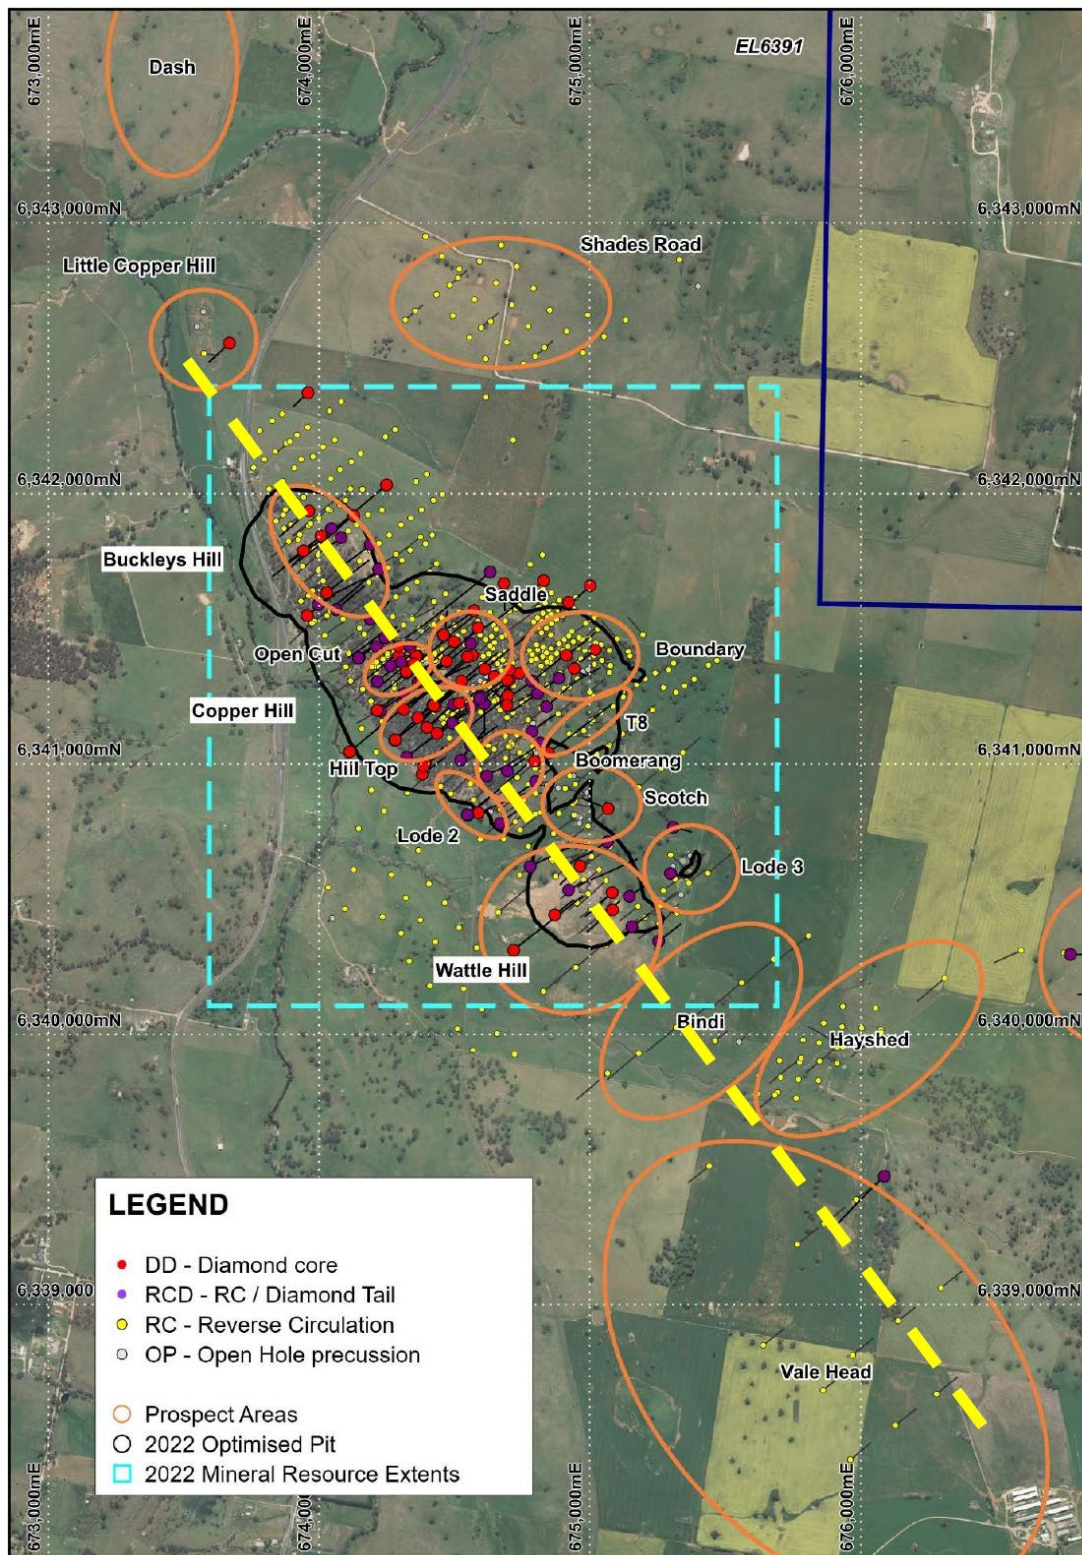 673,000mE
674,000mE
675,000mE
676,000mE
EL6391
Dash
6,343,000mN
6,343,000mN
Shades Road
Little Copper Hill
6,342,000mN
6,342,000mN
Buckleys Hill
Saddle
Open Cut
Boundary
Copper Hill
T8
6,341,000mN
6,341,000mN
Hill Top
Boomerang
Scotch
Lode 2
Lode 3
Wattle Hill
6,340,000mN
6,340,000mN
Bindi
Hayshed
LEGEND
DD - Diamond core
RCD - RC / Diamond Tail
RC - Reverse Circulation
OP - Open Hole precussion
Prospect Areas
2022 Optimised Pit
2022 Mineral Resource Extents
6,339,000mN
6,339,000mN
Vale Head
673,000mE
674,000mE
675,000mE
676,000mE